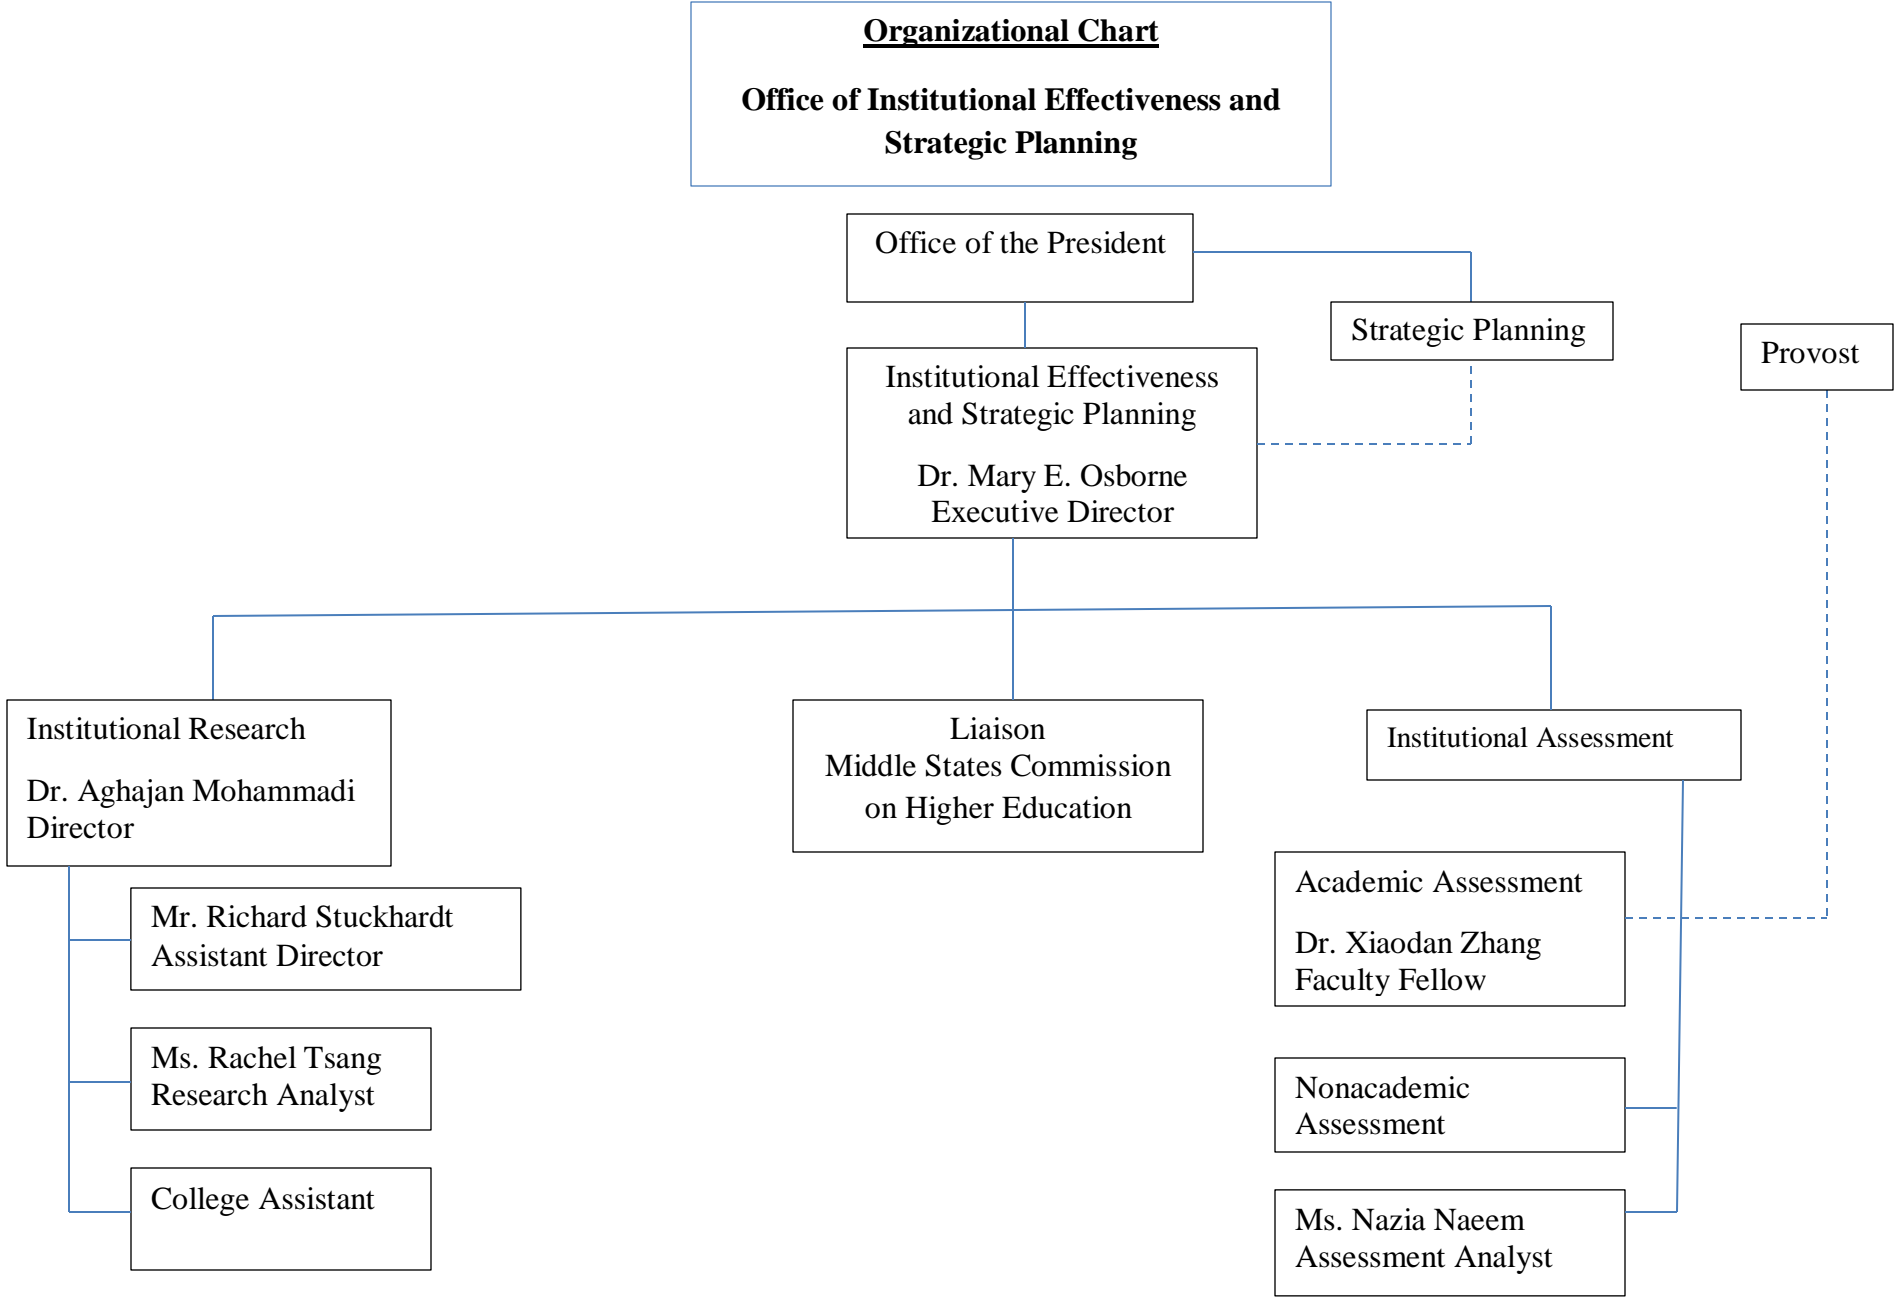 Organizational Chart
Office of Institutional Effectiveness and
Strategic Planning
Office of the President
Strategic Planning
Provost
Institutional Effectiveness
and Strategic Planning
Dr. Mary E. Osborne
Executive Director
Institutional Research
Dr. Aghajan Mohammadi
Director
Liaison
Middle States Commission
on Higher Education
Institutional Assessment
Mr. Richard Stuckhardt
Assistant Director
Ms. Rachel Tsang
Research Analyst
College Assistant
Academic Assessment
Dr. Xiaodan Zhang
Faculty Fellow
Nonacademic
Assessment
Ms. Nazia Naeem
Assessment Analyst